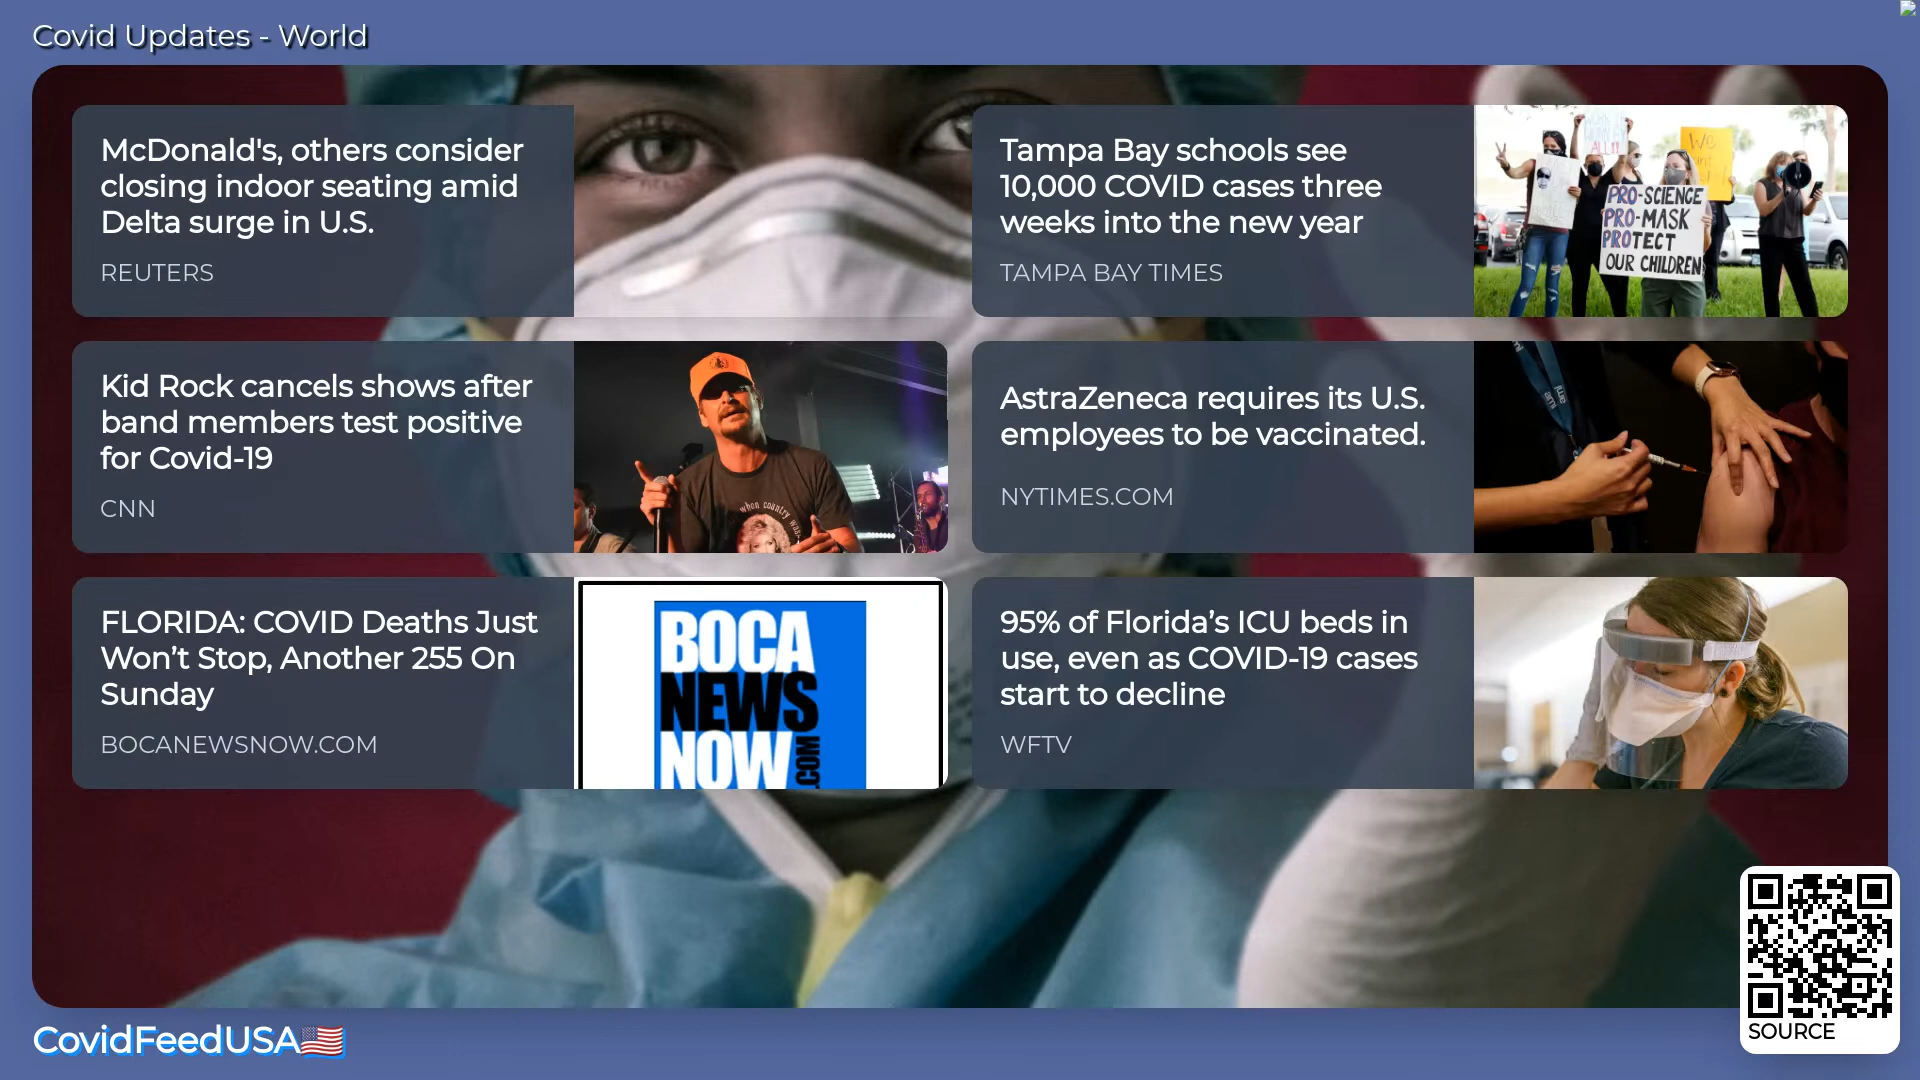 Covid Updates - World
McDonald's, others consider
closing indoor seating amid
Delta surge in U.S.
REUTERS
Tampa Bay schools see
10,000 COVID cases three
weeks into the new year
TAMPA BAY TIMES
PRO-SCIENCE
PRO-MASK
PROTECT
OUR CHILDREN
Kid Rock cancels shows after
band members test positive
for Covid-19
CNN
when country was
AstraZeneca requires its U.S.
employees to be vaccinated.
NYTIMES.COM
FLORIDA: COVID Deaths Just
Won’t Stop, Another 255 On
Sunday
BOCANEWSNOW.COM
BOCA
NEWS
NOW
.COM
95% of Florida’s ICU beds in
use, even as COVID-19 cases
start to decline
WFTV
SOURCE
CovidFeedUSA🇺🇸